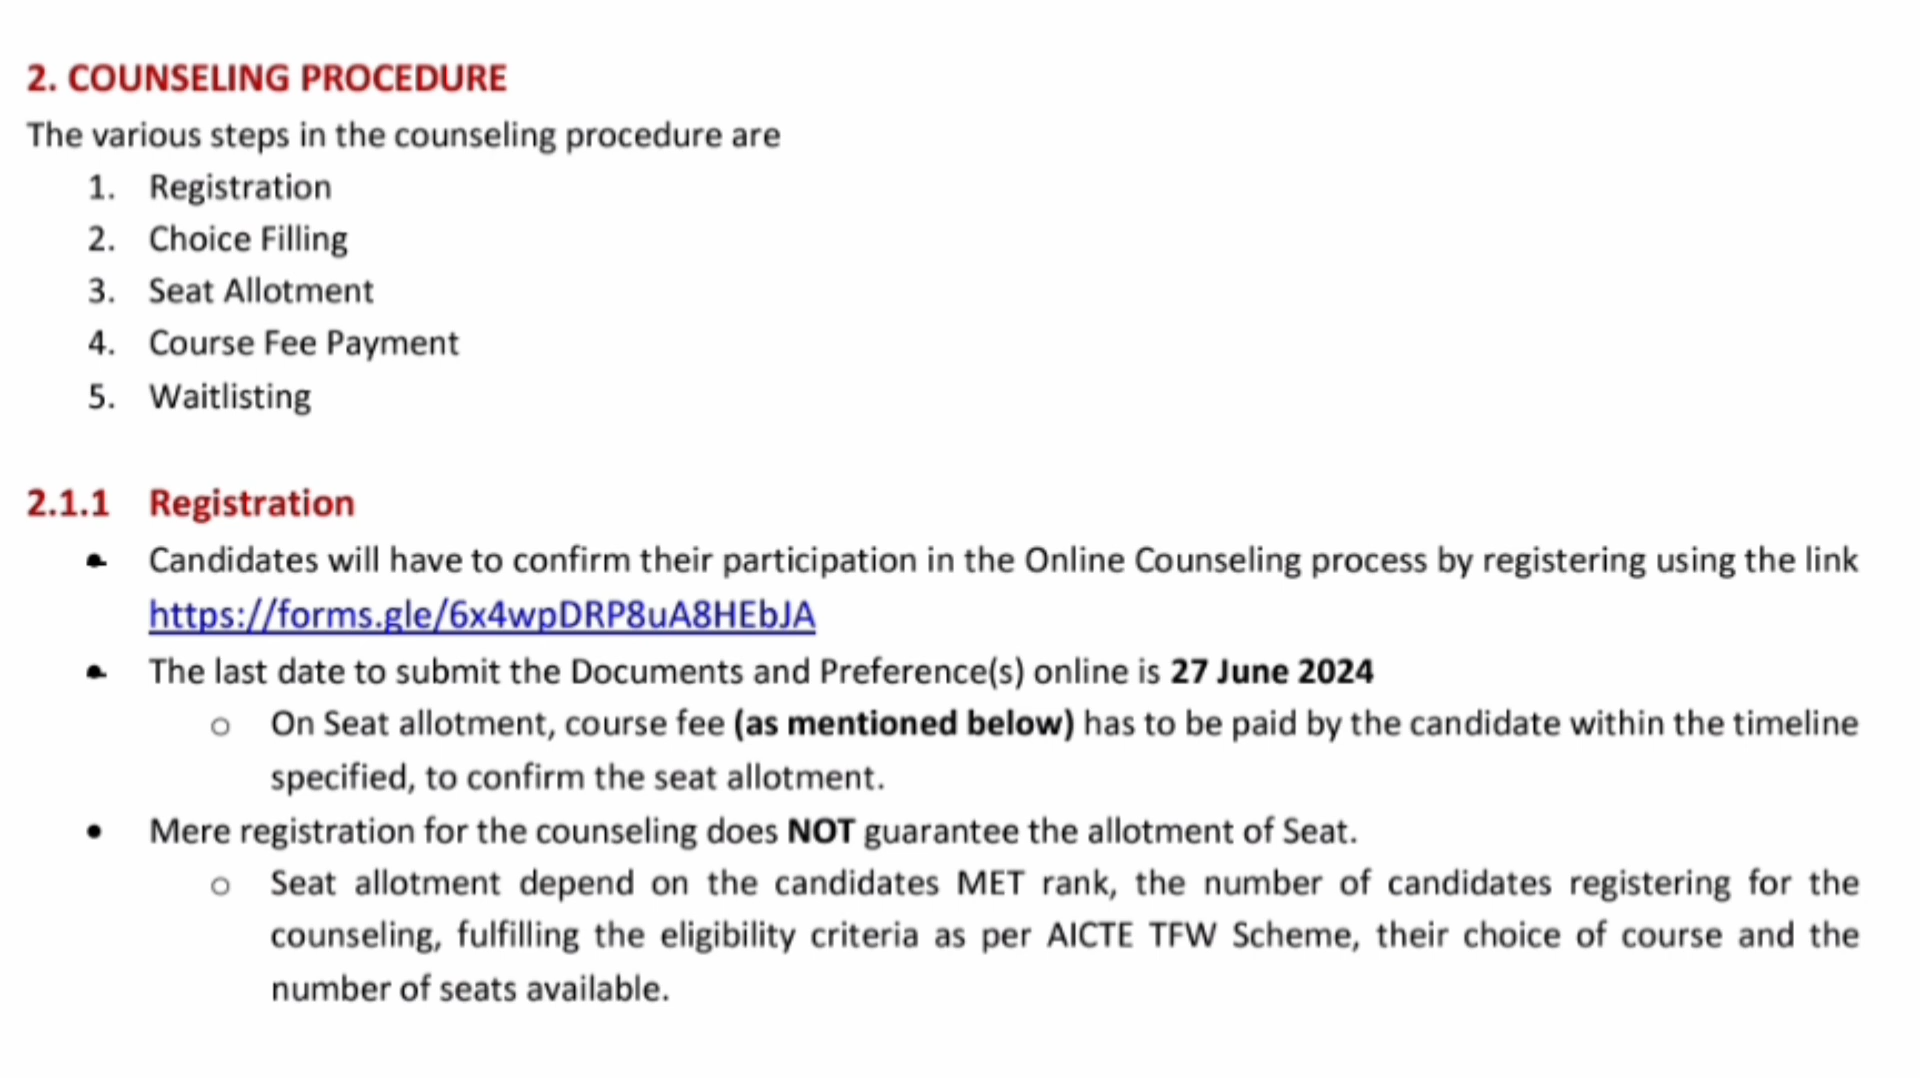 2. COUNSELING PROCEDURE
The various steps in the counseling procedure are
1. Registration
2. Choice Filling
3. Seat Allotment
4. Course Fee Payment
5. Waitlisting
2.1.1 Registration
• Candidates will have to confirm their participation in the Online Counseling process by registering using the link
https://forms.gle/6x4wpDRP8uA8HEbJA
• The last date to submit the Documents and Preference(s) online is 27 June 2024
o On Seat allotment, course fee (as mentioned below) has to be paid by the candidate within the timeline
specified, to confirm the seat allotment.
• Mere registration for the counseling does NOT guarantee the allotment of Seat.
o Seat allotment depend on the candidates MET rank, the number of candidates registering for the
counseling, fulfilling the eligibility criteria as per AICTE TFW Scheme, their choice of course and the
number of seats available.